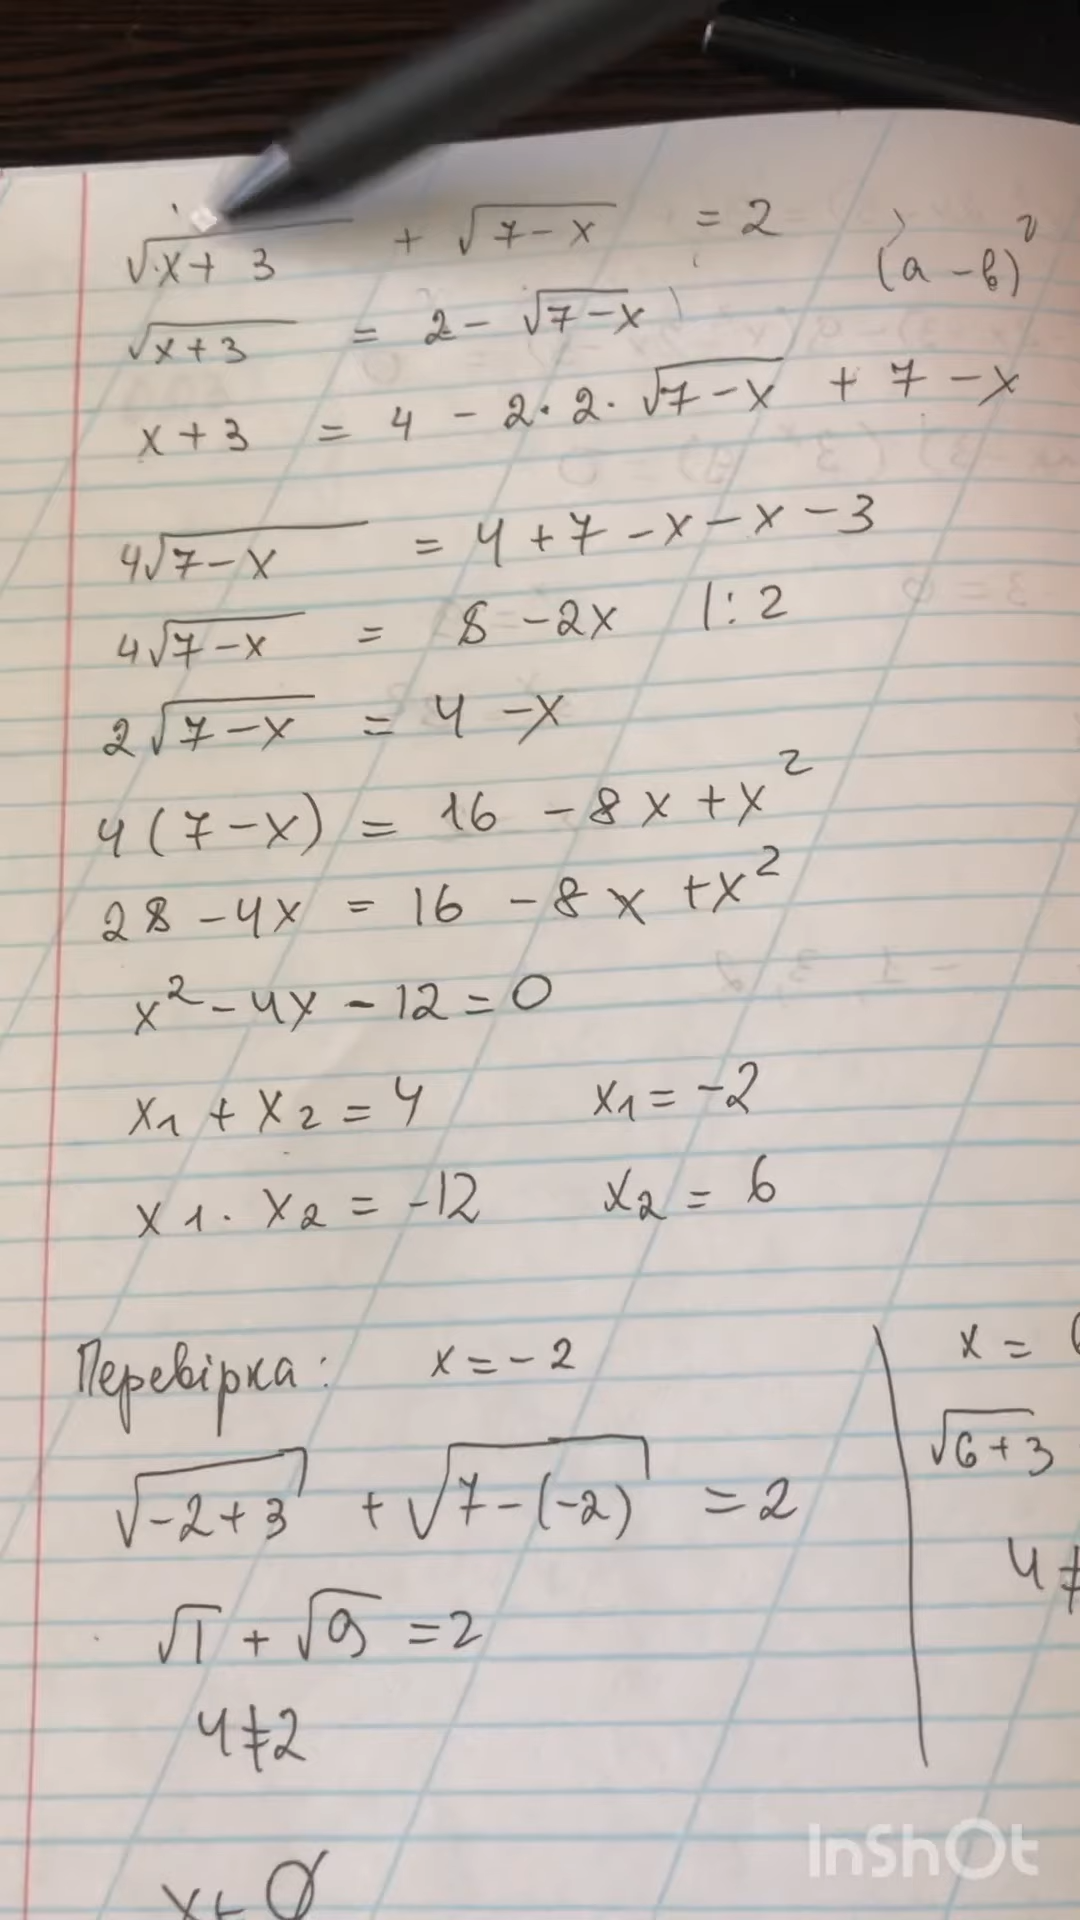 √x+3 + √7-x = 2 (a-b)²
√x+3 = 2-√7-x
x+3 = 4 - 2·2·√7-x + 7-x
4√7-x = 4+7-x-x-3
4√7-x = 8-2x |:2
2√7-x = 4-x
4(7-x) = 16-8x+x²
28-4x = 16-8x+x²
x²-4x-12=0
x₁+x₂=4 x₁=-2
x₁·x₂=-12 x₂=6
Перевірка: x=-2
√-2+3 + √7-(-2) = 2
√1+√9=2
4≠2
x=
√6+3
4≠
x∈Ø
InShOt